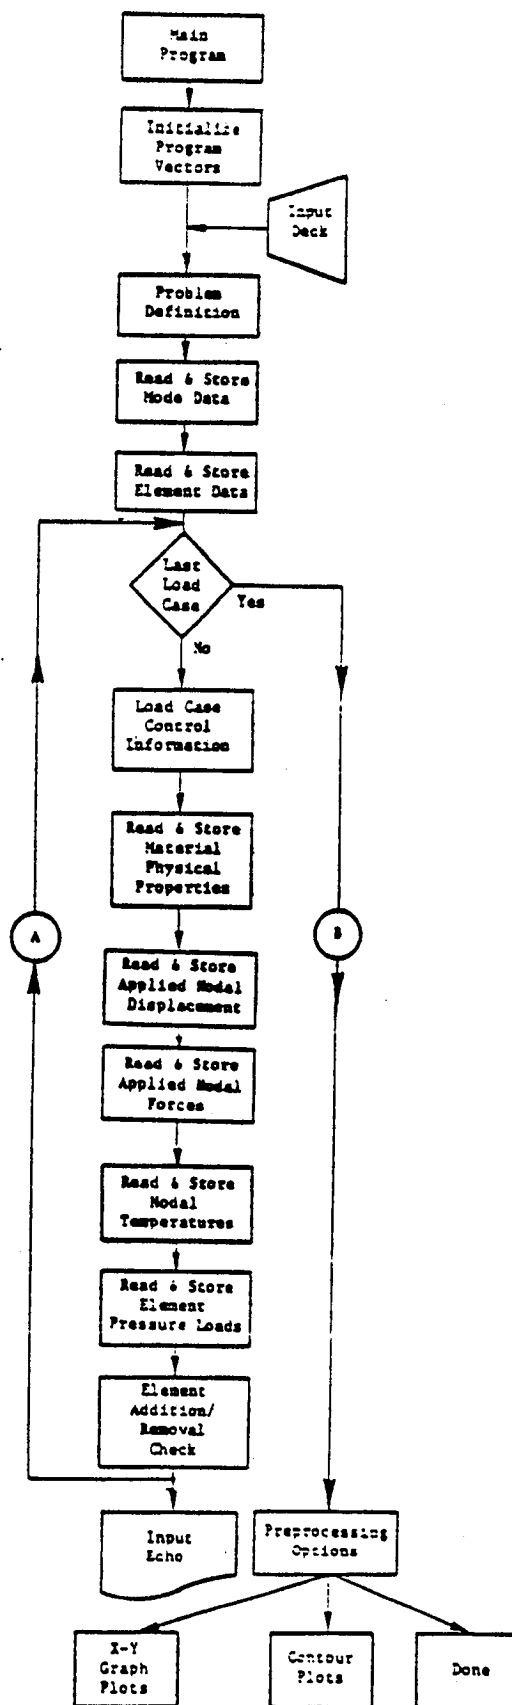 Main
Program
Initialize
Program
Vectors
Input
Deck
Problem
Definition
Read & Store
Node Data
Read & Store
Element Data
Last
Load
Case
Yes
No
Load Case
Control
Information
Read & Store
Material
Physical
Properties
A
B
Read & Store
Applied Nodal
Displacement
Read & Store
Applied Nodal
Forces
Read & Store
Nodal
Temperatures
Read & Store
Element
Pressure Loads
Element
Addition/
Removal
Check
Input
Echo
Preprocessing
Options
X-Y
Graph
Plots
Contour
Plots
Done